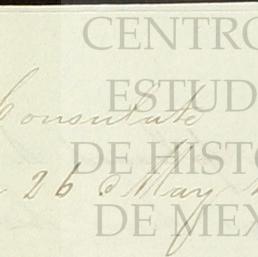 CENTRO
ESTUD
Consulate
DE HISTO
26 May
DE MEX